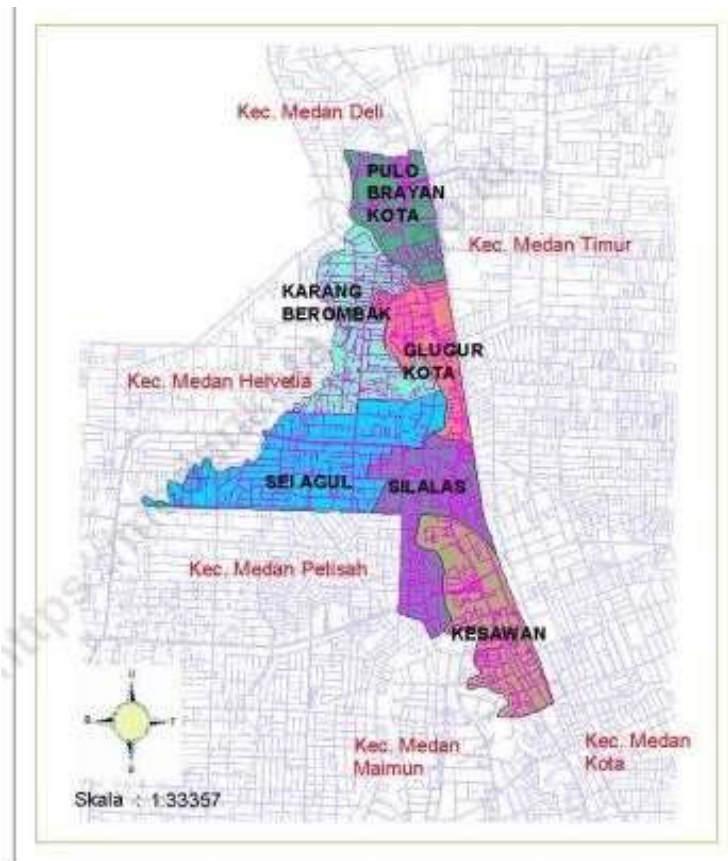 Kec. Medan Deli
PULO
BRAYAN
KOTA
Kec. Medan Timur
KARANG
BEROMBAK
GLUGUR
KOTA
Kec. Medan Helvetia
SEI AGUL
SILALAS
Kec. Medan Petisah
KESAWAN
Kec. Medan
Maimun
Kec. Medan
Kota
U
B
T
S
Skala : 1:33357
https://